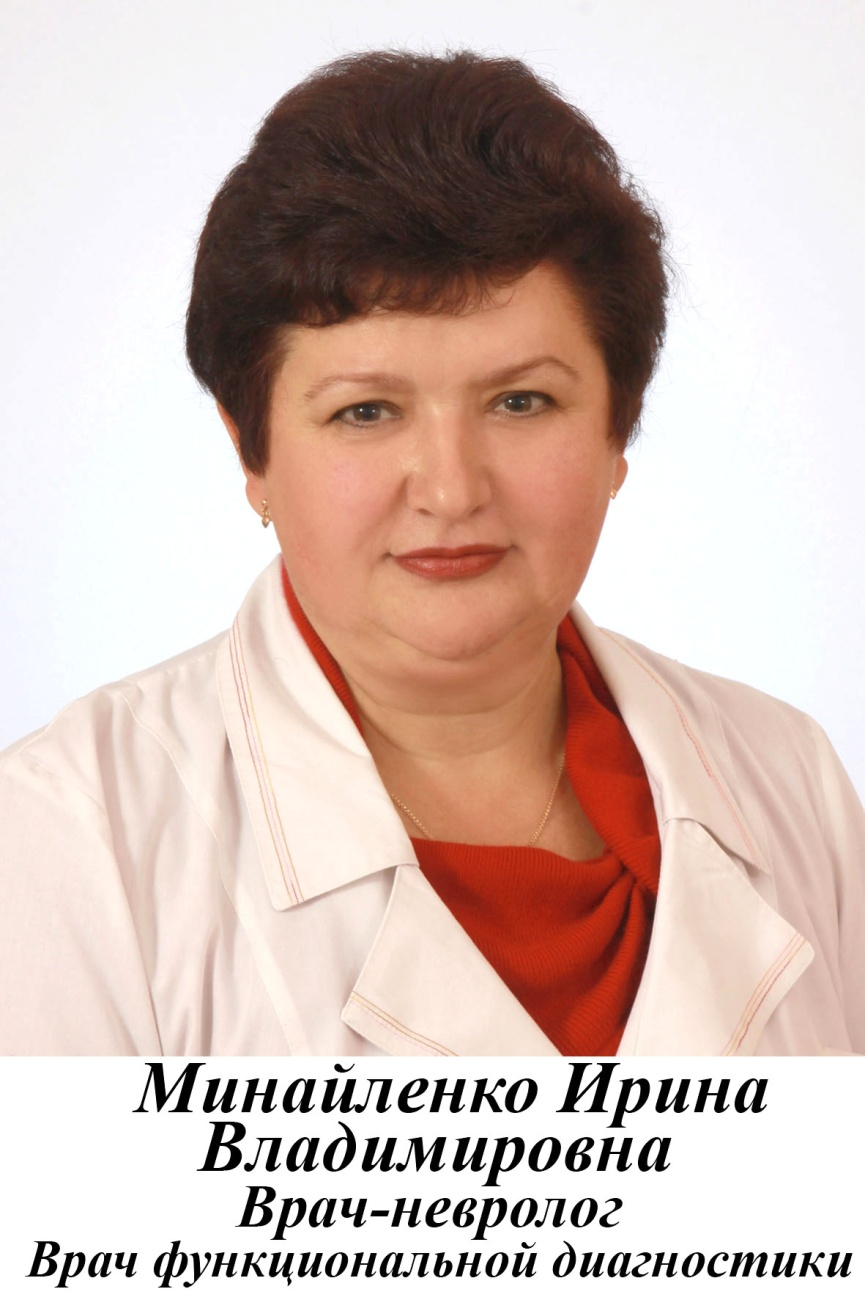 Минайленко Ирина
Владимировна
Врач-невролог
Врач функциональной диагностики